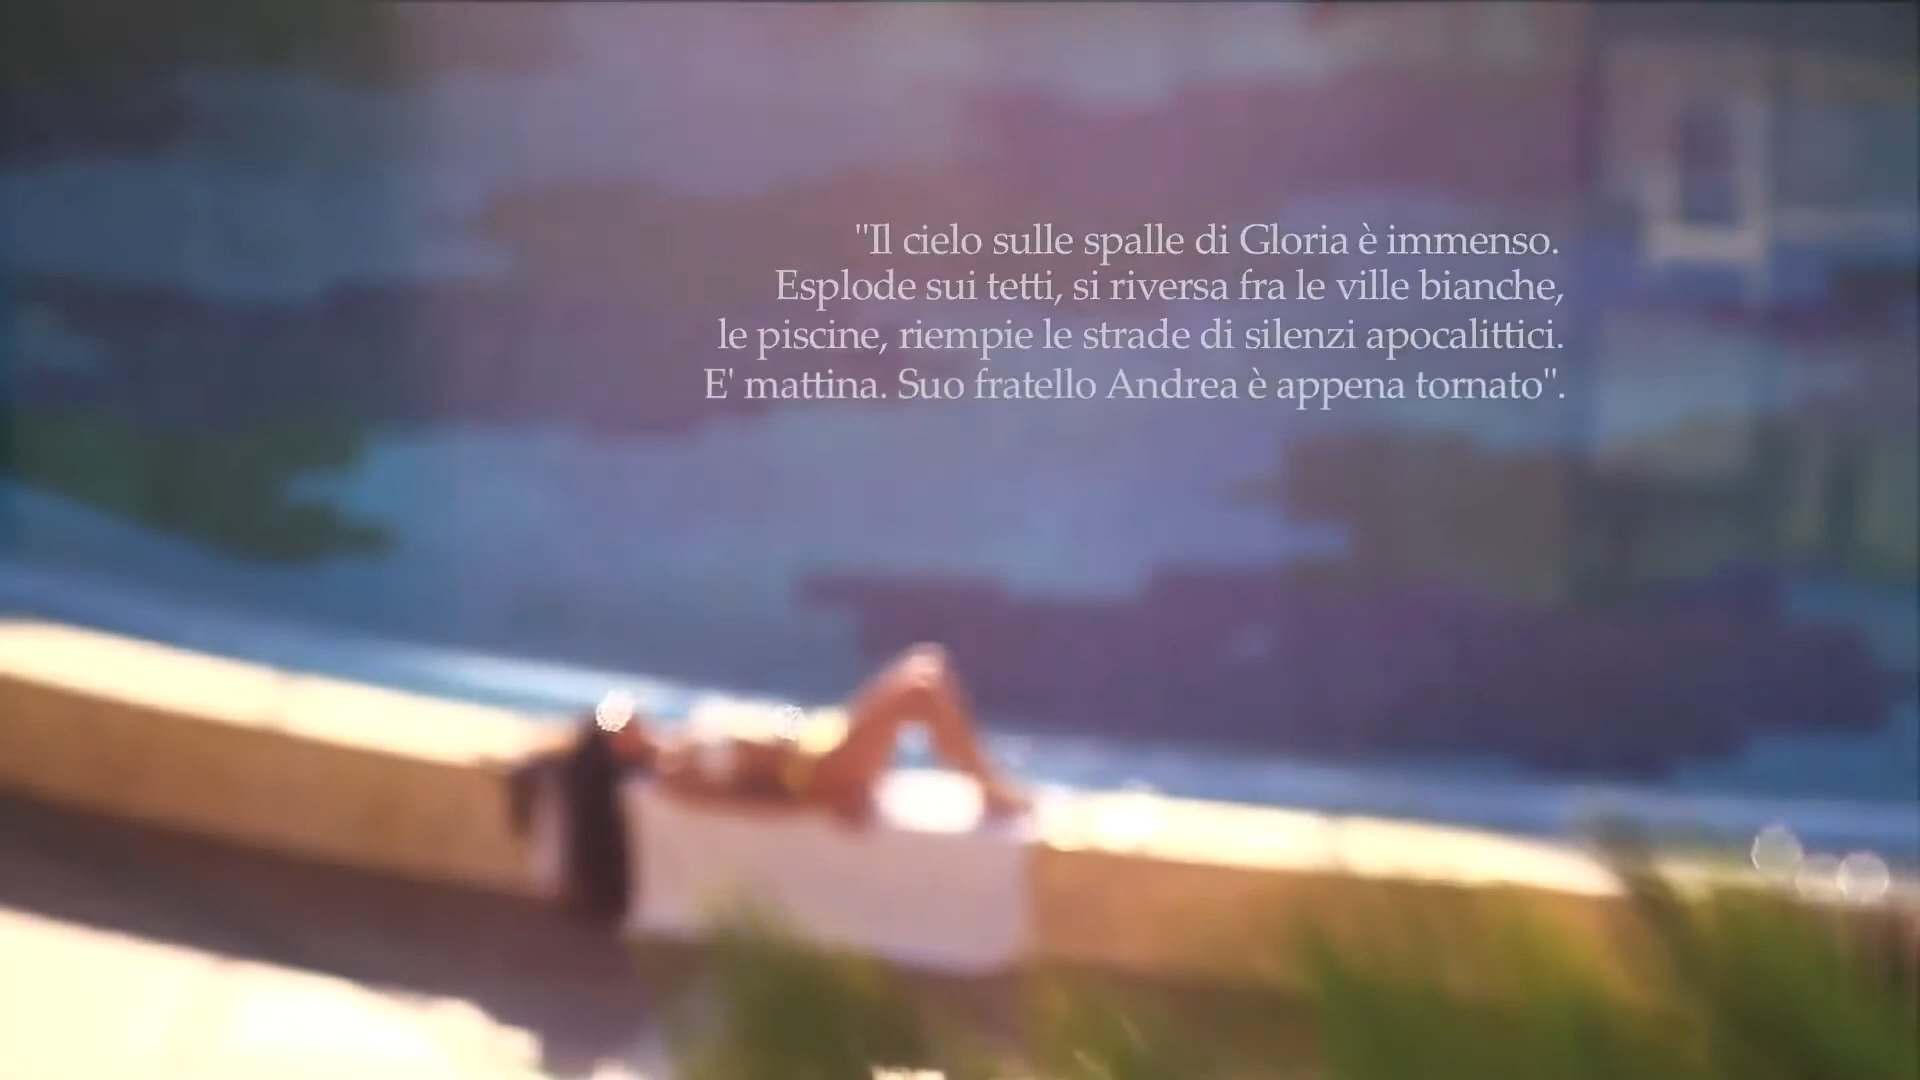 "Il cielo sulle spalle di Gloria è immenso.
Esplode sui tetti, si riversa fra le ville bianche,
le piscine, riempie le strade di silenzi apocalittici.
E' mattina. Suo fratello Andrea è appena tornato".